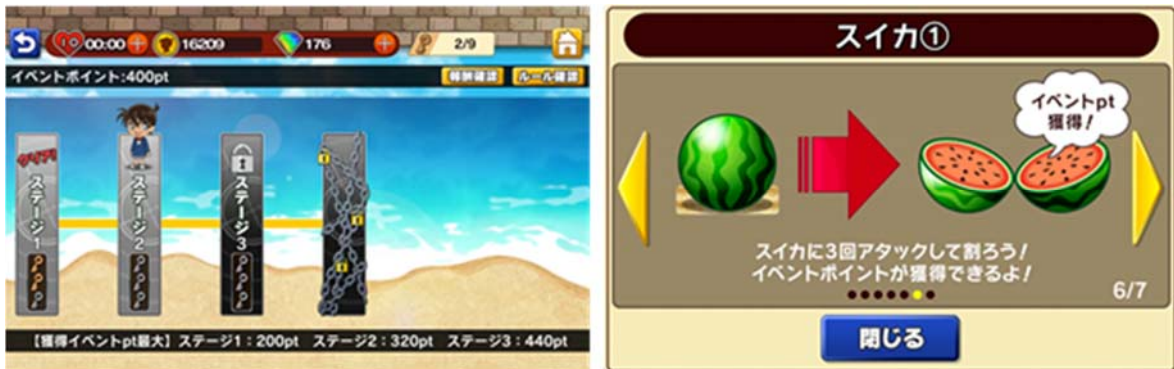 00:00
16209
176
2/9
イベントポイント:400pt
報酬確認
ルール確認
クリア!
ステージ1
ステージ2
ステージ3
【獲得イベントpt最大】ステージ1:200pt ステージ2:320pt ステージ3:440pt
スイカ①
イベントpt
獲得!
スイカに3回アタックして割ろう!
イベントポイントが獲得できるよ!
6/7
閉じる